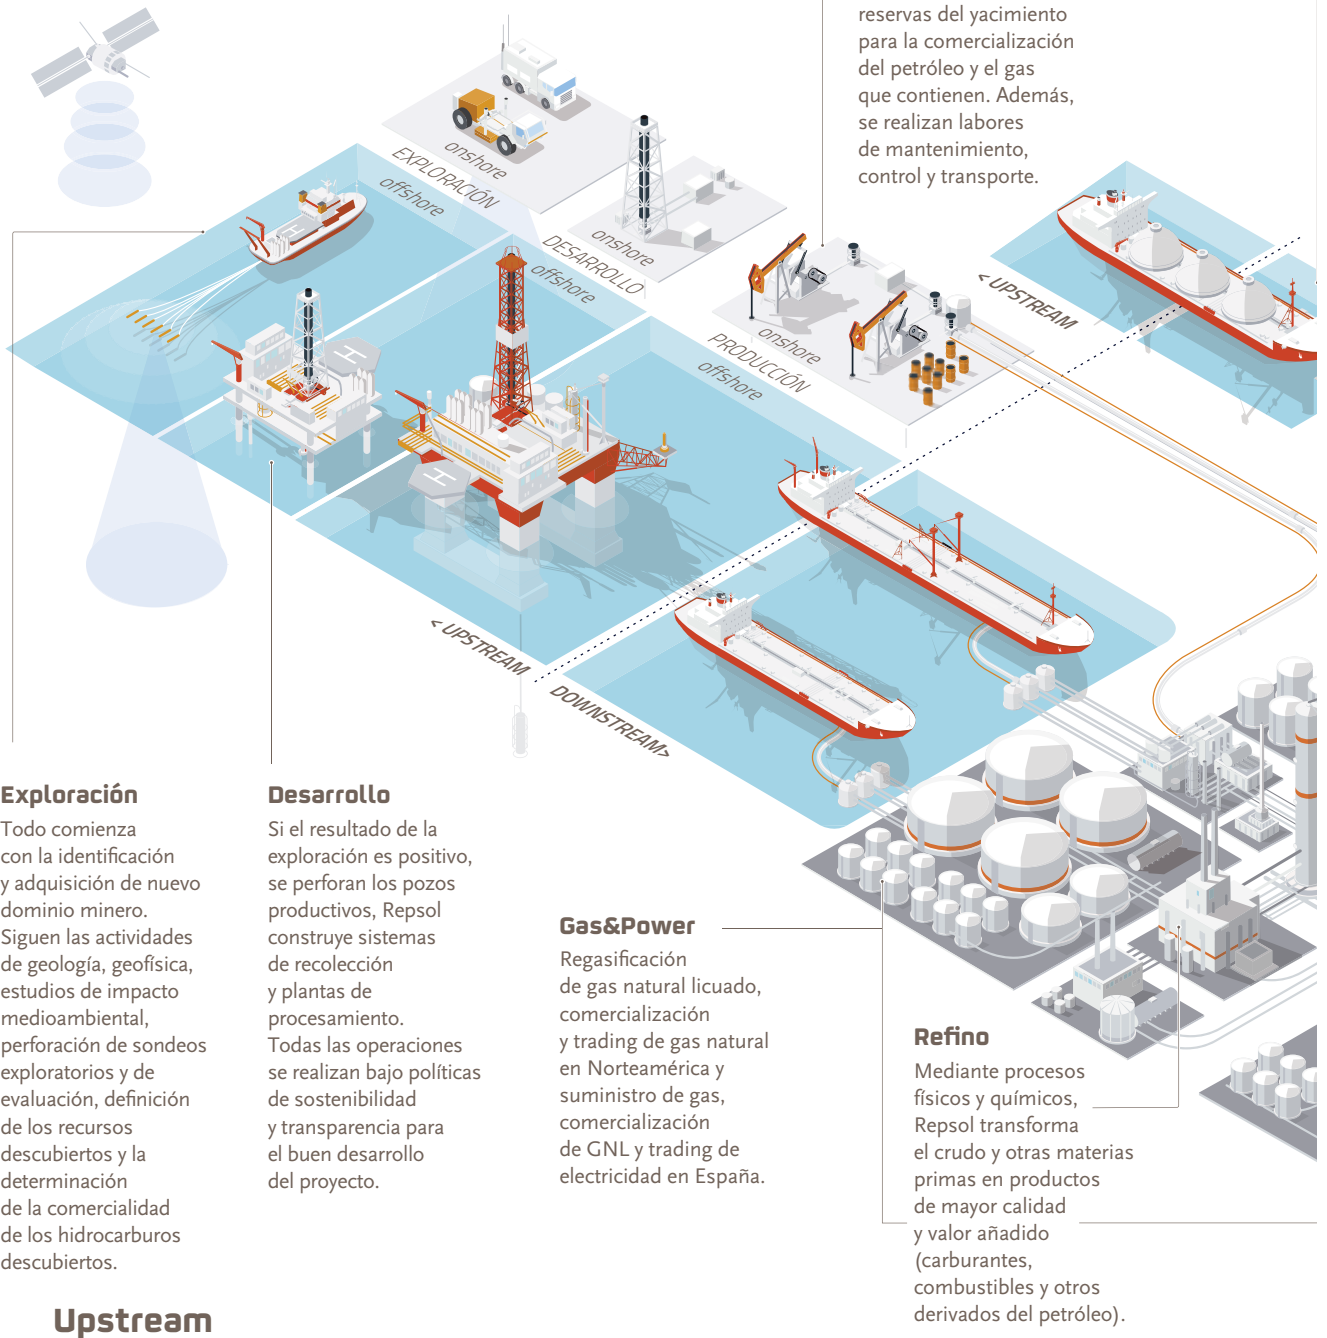 reservas del yacimiento
para la comercialización
del petróleo y el gas
que contienen. Además,
se realizan labores
de mantenimiento,
control y transporte.
onshore
EXPLORACIÓN
offshore
onshore
DESARROLLO
offshore
onshore
PRODUCCIÓN
offshore
< UPSTREAM
< UPSTREAM
DOWNSTREAM>
Exploración
Todo comienza
con la identificación
y adquisición de nuevo
dominio minero.
Siguen las actividades
de geología, geofísica,
estudios de impacto
medioambiental,
perforación de sondeos
exploratorios y de
evaluación, definición
de los recursos
descubiertos y la
determinación
de la comercialidad
de los hidrocarburos
descubiertos.
Desarrollo
Si el resultado de la
exploración es positivo,
se perforan los pozos
productivos, Repsol
construye sistemas
de recolección
y plantas de
procesamiento.
Todas las operaciones
se realizan bajo políticas
de sostenibilidad
y transparencia para
el buen desarrollo
del proyecto.
Gas&Power
Regasificación
de gas natural licuado,
comercialización
y trading de gas natural
en Norteamérica y
suministro de gas,
comercialización
de GNL y trading de
electricidad en España.
Refino
Mediante procesos
físicos y químicos,
Repsol transforma
el crudo y otras materias
primas en productos
de mayor calidad
y valor añadido
(carburantes,
combustibles y otros
derivados del petróleo).
Upstream